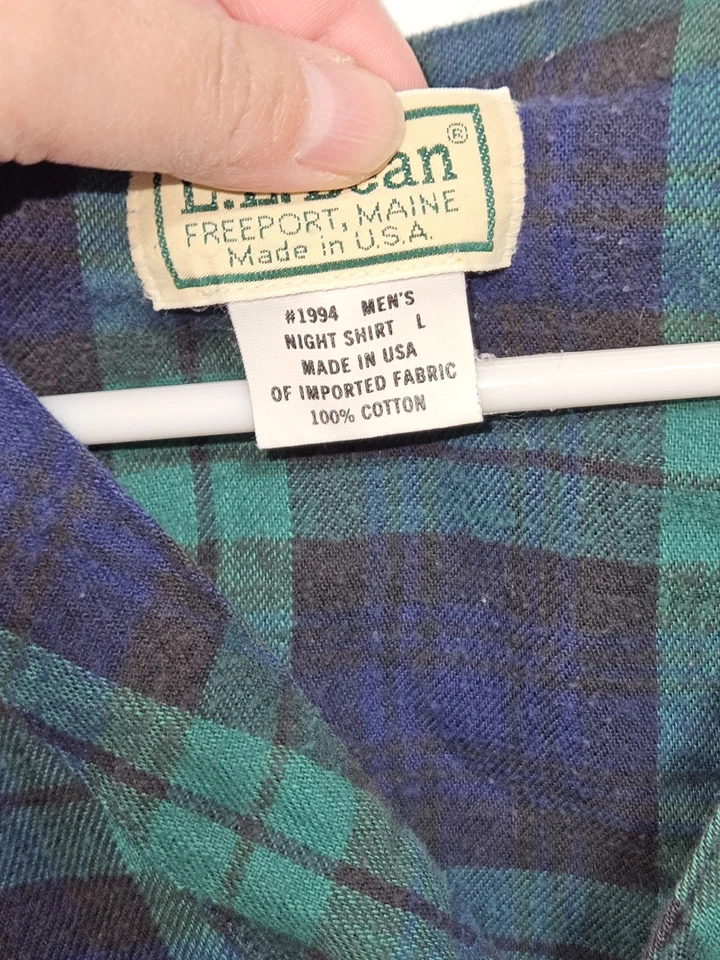 L.L.Bean®
FREEPORT, MAINE
Made in U.S.A.
#1994 MEN'S
NIGHT SHIRT L
MADE IN USA
OF IMPORTED FABRIC
100% COTTON